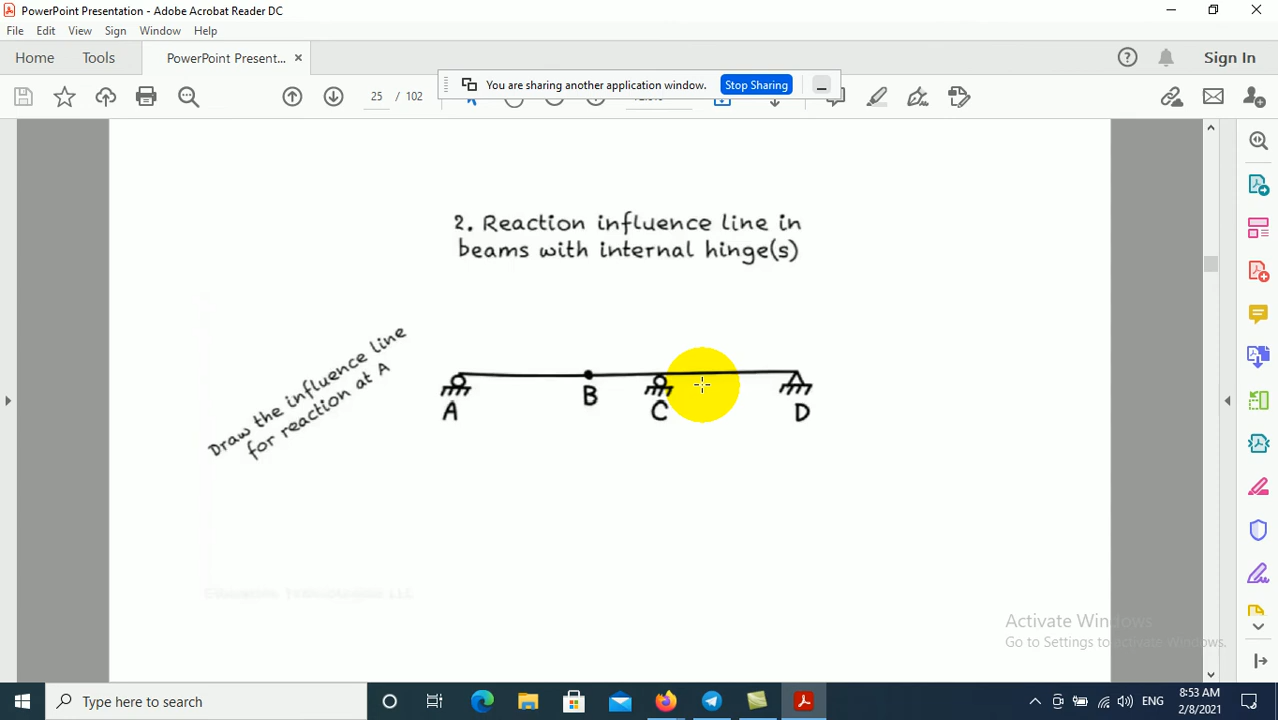 PowerPoint Presentation - Adobe Acrobat Reader DC
File Edit View Sign Window Help
Home Tools PowerPoint Present... × Sign In
You are sharing another application window. Stop Sharing
25 / 102
2. Reaction influence line in
beams with internal hinge(s)
Draw the influence line
for reaction at A
A B C D
Activate Windows
Go to Settings to activate Windows.
Type here to search
ENG
8:53 AM
2/8/2021